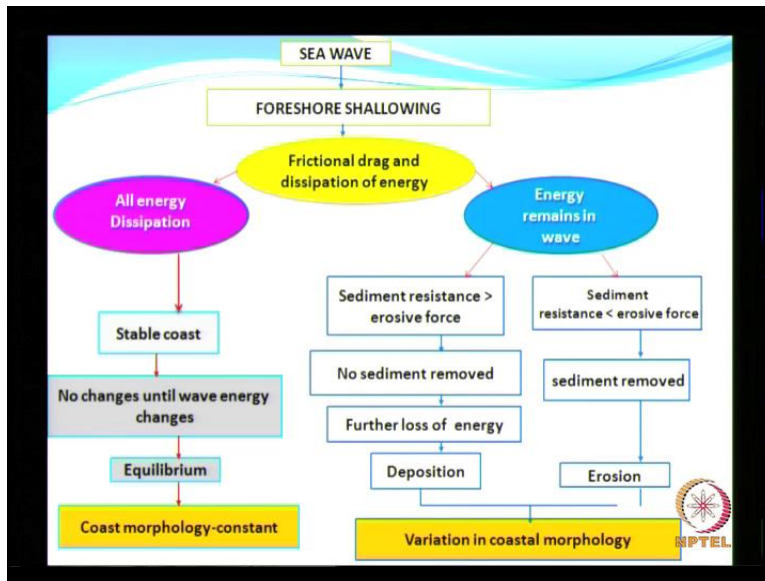 SEA WAVE
FORESHORE SHALLOWING
Frictional drag and
dissipation of energy
All energy
Dissipation
Energy
remains in
wave
Sediment resistance >
erosive force
Sediment
resistance < erosive force
Stable coast
No sediment removed
sediment removed
No changes until wave energy
changes
Further loss of energy
Equilibrium
Deposition
Erosion
Coast morphology-constant
Variation in coastal morphology
NPTEL